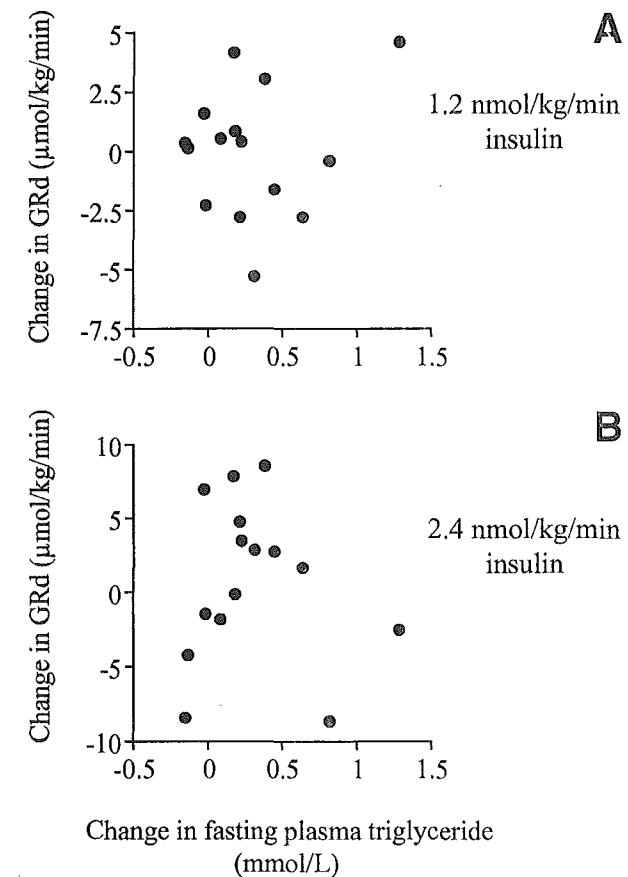 A
Change in GRd (µmol/kg/min)
5
2.5
0
-2.5
-5
-7.5
1.2 nmol/kg/min
insulin
-0.5 0 0.5 1 1.5
B
Change in GRd (µmol/kg/min)
10
5
0
-5
-10
2.4 nmol/kg/min
insulin
-0.5 0 0.5 1 1.5
Change in fasting plasma triglyceride
(mmol/L)